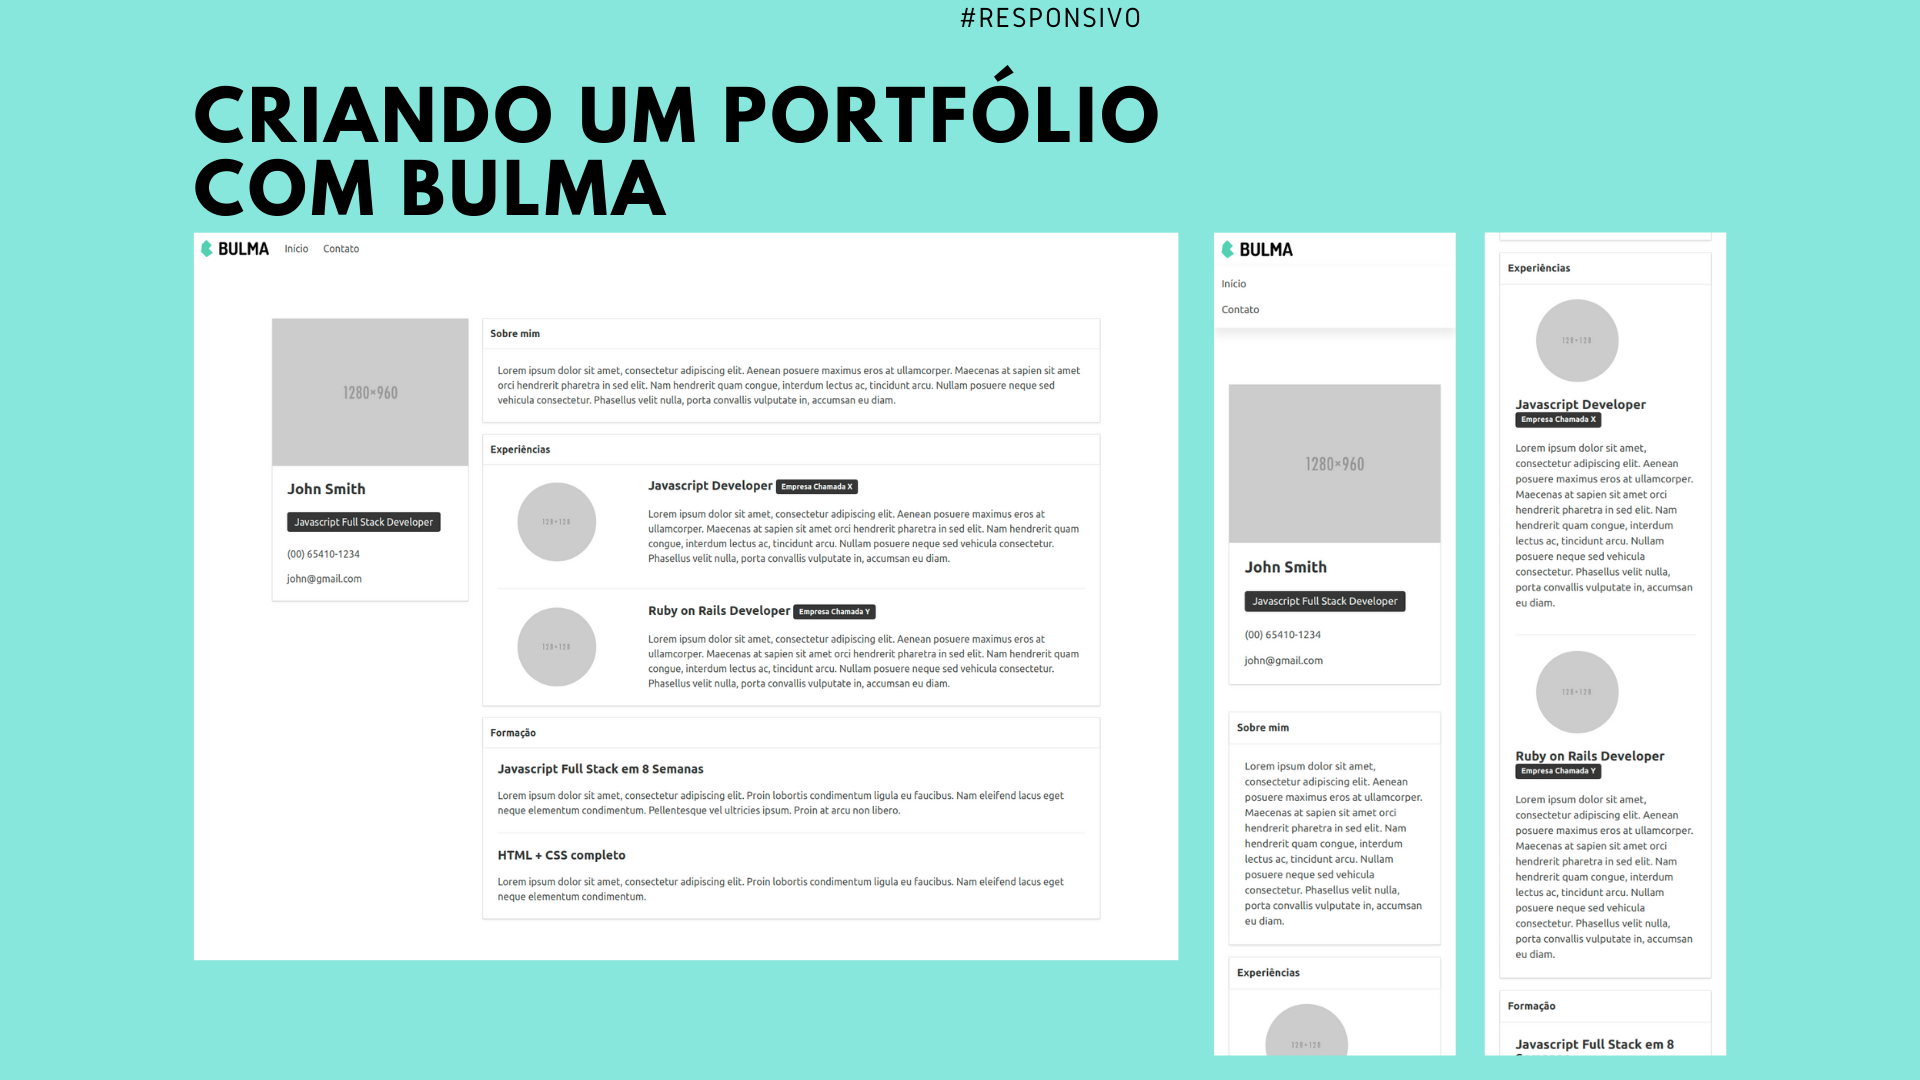 #RESPONSIVO
CRIANDO UM PORTFÓLIO
COM BULMA
BULMA Início Contato
1280×960
John Smith
Javascript Full Stack Developer
(00) 65410-1234
john@gmail.com
Sobre mim
Lorem ipsum dolor sit amet, consectetur adipiscing elit. Aenean posuere maximus eros at ullamcorper. Maecenas at sapien sit amet
orci hendrerit pharetra in sed elit. Nam hendrerit quam congue, interdum lectus ac, tincidunt arcu. Nullam posuere neque sed
vehicula consectetur. Phasellus velit nulla, porta convallis vulputate in, accumsan eu diam.
Experiências
128×128
Javascript Developer Empresa Chamada X
Lorem ipsum dolor sit amet, consectetur adipiscing elit. Aenean posuere maximus eros at
ullamcorper. Maecenas at sapien sit amet orci hendrerit pharetra in sed elit. Nam hendrerit quam
congue, interdum lectus ac, tincidunt arcu. Nullam posuere neque sed vehicula consectetur.
Phasellus velit nulla, porta convallis vulputate in, accumsan eu diam.
128×128
Ruby on Rails Developer Empresa Chamada Y
Lorem ipsum dolor sit amet, consectetur adipiscing elit. Aenean posuere maximus eros at
ullamcorper. Maecenas at sapien sit amet orci hendrerit pharetra in sed elit. Nam hendrerit quam
congue, interdum lectus ac, tincidunt arcu. Nullam posuere neque sed vehicula consectetur.
Phasellus velit nulla, porta convallis vulputate in, accumsan eu diam.
Formação
Javascript Full Stack em 8 Semanas
Lorem ipsum dolor sit amet, consectetur adipiscing elit. Proin lobortis condimentum ligula eu faucibus. Nam eleifend lacus eget
neque elementum condimentum. Pellentesque vel ultricies ipsum. Proin at arcu non libero.
HTML + CSS completo
Lorem ipsum dolor sit amet, consectetur adipiscing elit. Proin lobortis condimentum ligula eu faucibus. Nam eleifend lacus eget
neque elementum condimentum.
BULMA
Início
Contato
1280×960
John Smith
Javascript Full Stack Developer
(00) 65410-1234
john@gmail.com
Sobre mim
Lorem ipsum dolor sit amet,
consectetur adipiscing elit. Aenean
posuere maximus eros at ullamcorper.
Maecenas at sapien sit amet orci
hendrerit pharetra in sed elit. Nam
hendrerit quam congue, interdum
lectus ac, tincidunt arcu. Nullam
posuere neque sed vehicula
consectetur. Phasellus velit nulla,
porta convallis vulputate in, accumsan
eu diam.
Experiências
128×128
Experiências
128×128
Javascript Developer
Empresa Chamada X
Lorem ipsum dolor sit amet,
consectetur adipiscing elit. Aenean
posuere maximus eros at ullamcorper.
Maecenas at sapien sit amet orci
hendrerit pharetra in sed elit. Nam
hendrerit quam congue, interdum
lectus ac, tincidunt arcu. Nullam
posuere neque sed vehicula
consectetur. Phasellus velit nulla,
porta convallis vulputate in, accumsan
eu diam.
128×128
Ruby on Rails Developer
Empresa Chamada Y
Lorem ipsum dolor sit amet,
consectetur adipiscing elit. Aenean
posuere maximus eros at ullamcorper.
Maecenas at sapien sit amet orci
hendrerit pharetra in sed elit. Nam
hendrerit quam congue, interdum
lectus ac, tincidunt arcu. Nullam
posuere neque sed vehicula
consectetur. Phasellus velit nulla,
porta convallis vulputate in, accumsan
eu diam.
Formação
Javascript Full Stack em 8